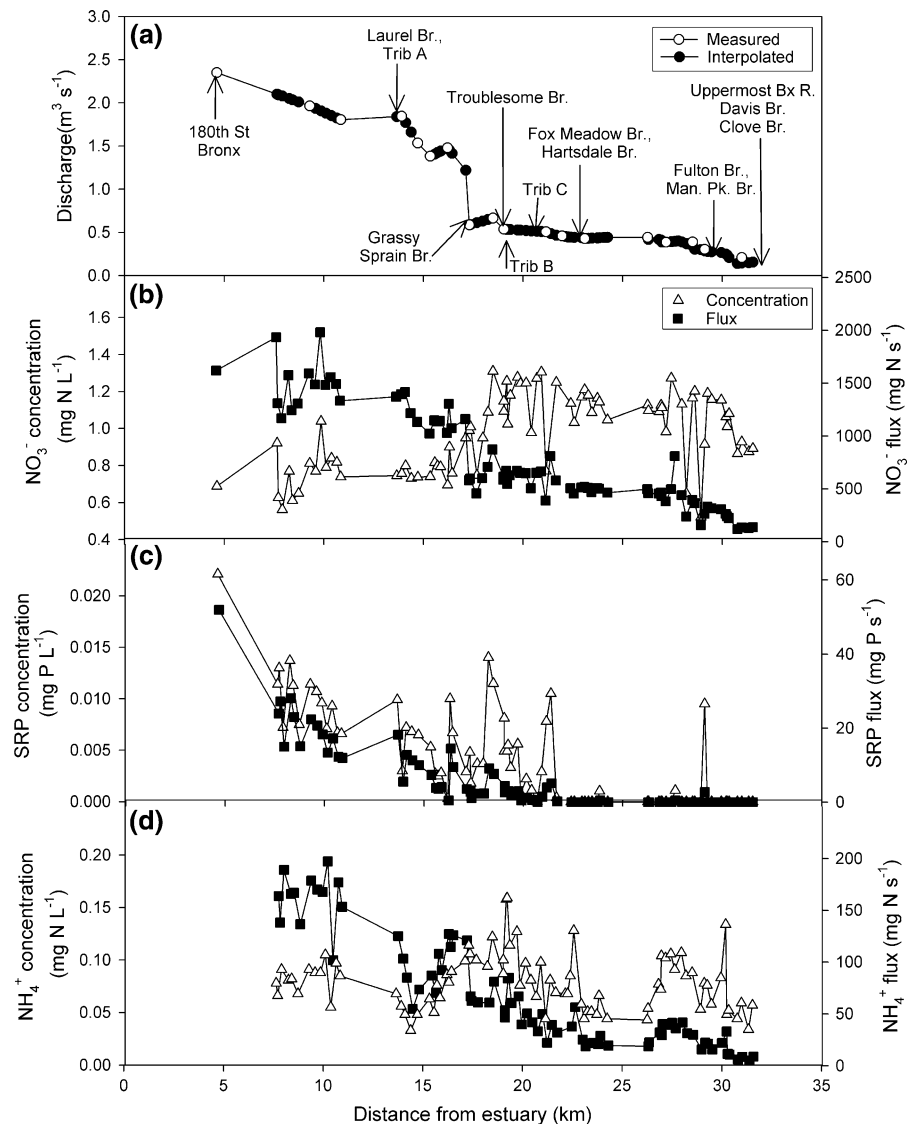 (a)
3.0
2.5
2.0
1.5
1.0
0.5
0.0
Discharge(m³ s⁻¹)
Laurel Br.,
Trib A
Measured
Interpolated
180th St
Bronx
Troublesome Br.
Uppermost Bx R.
Davis Br.
Clove Br.
Fox Meadow Br.,
Hartsdale Br.
Fulton Br.,
Man. Pk. Br.
Trib C
Grassy
Sprain Br.
Trib B
(b)
1.6
1.4
1.2
1.0
0.8
0.6
0.4
NO₃⁻ concentration
(mg N L⁻¹)
Concentration
Flux
2500
2000
1500
1000
500
0
NO₃⁻ flux (mg N s⁻¹)
(c)
0.020
0.015
0.010
0.005
0.000
SRP concentration
(mg P L⁻¹)
60
40
20
0
SRP flux (mg P s⁻¹)
(d)
0.20
0.15
0.10
0.05
0.00
NH₄⁺ concentration
(mg N L⁻¹)
200
150
100
50
0
NH₄⁺ flux (mg N s⁻¹)
0 5 10 15 20 25 30 35
Distance from estuary (km)